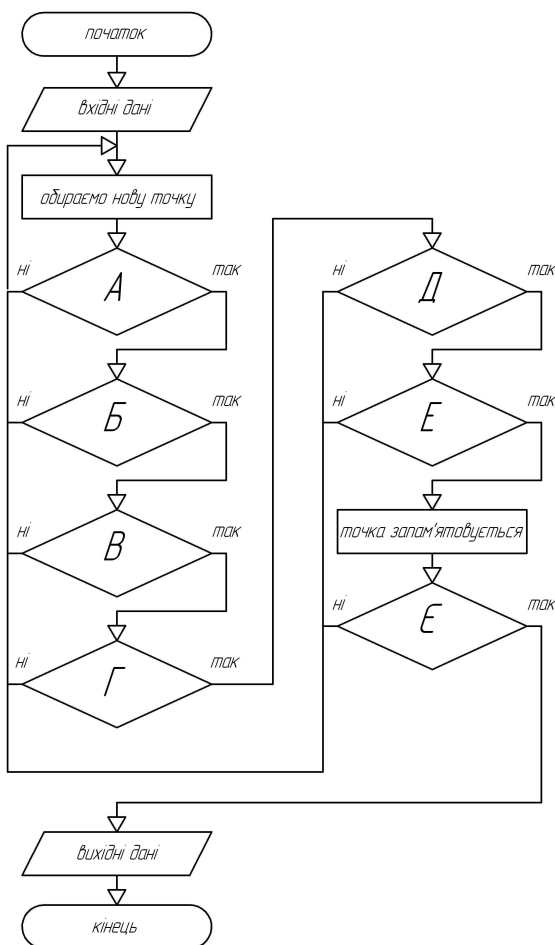 початок
вхідні дані
обираємо нову точку
ні
А
так
ні
Б
так
ні
В
так
ні
Г
так
ні
Д
так
ні
Е
так
точка запам'ятовується
ні
Є
так
вихідні дані
кінець